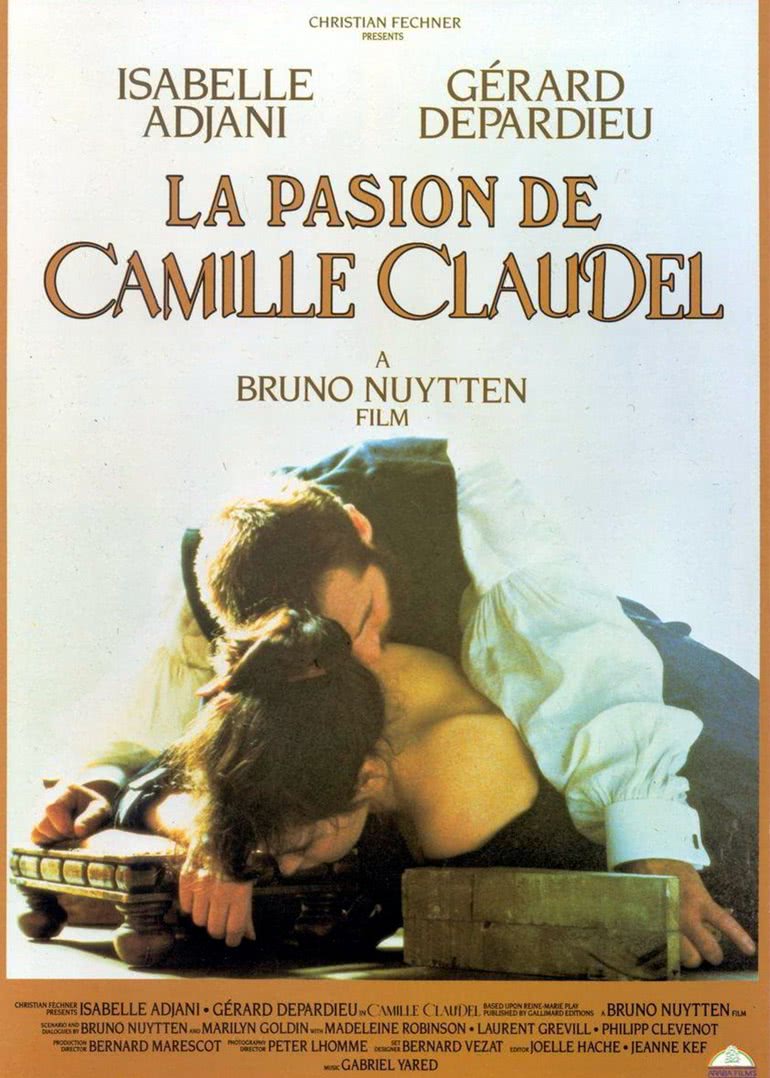 CHRISTIAN FECHNER
PRESENTS
ISABELLE ADJANI
GÉRARD DEPARDIEU
LA PASION DE
CAMILLE CLAUDEL
A
BRUNO NUYTTEN
FILM
CHRISTIAN FECHNER PRESENTS ISABELLE ADJANI • GÉRARD DEPARDIEU IN CAMILLE CLAUDEL BASED UPON REINE-MARIE PLAY PUBLISHED BY GALLIMARD EDITIONS A BRUNO NUYTTEN FILM
SCENARIO AND DIALOGUES BY BRUNO NUYTTEN AND MARILYN GOLDIN WITH MADELEINE ROBINSON • LAURENT GREVILL • PHILIPP CLEVENOT
PRODUCTION DIRECTOR BERNARD MARESCOT PHOTOGRAPHY DIRECTOR PETER LHOMME SET DESIGNER BERNARD VEZAT EDITOR JOELLE HACHE • JEANNE KEF
MUSIC GABRIEL YARED
ARABA FILMS